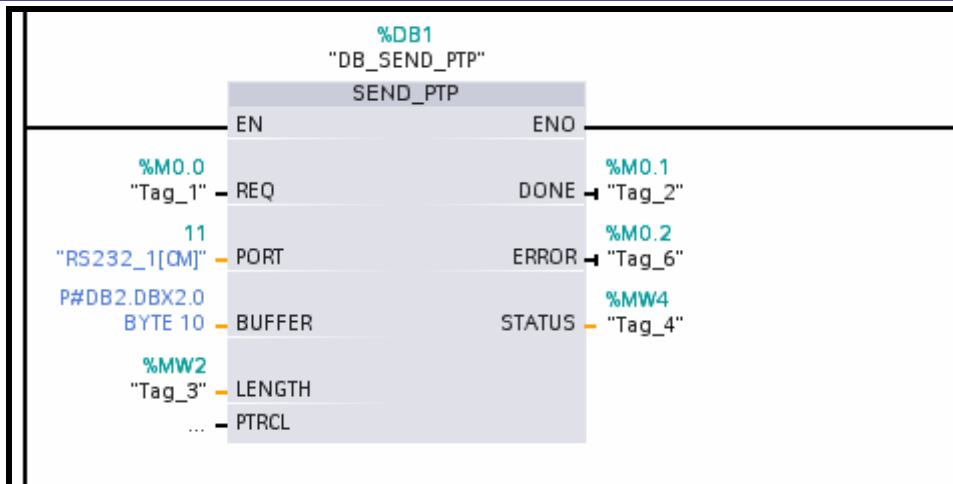 %DB1
"DB_SEND_PTP"
SEND_PTP
EN ENO
%M0.0 %M0.1
"Tag_1" REQ DONE "Tag_2"
11 %M0.2
"RS232_1[CM]" PORT ERROR "Tag_6"
P#DB2.DBX2.0 %MW4
BYTE 10 BUFFER STATUS "Tag_4"
%MW2
"Tag_3" LENGTH
... PTRCL